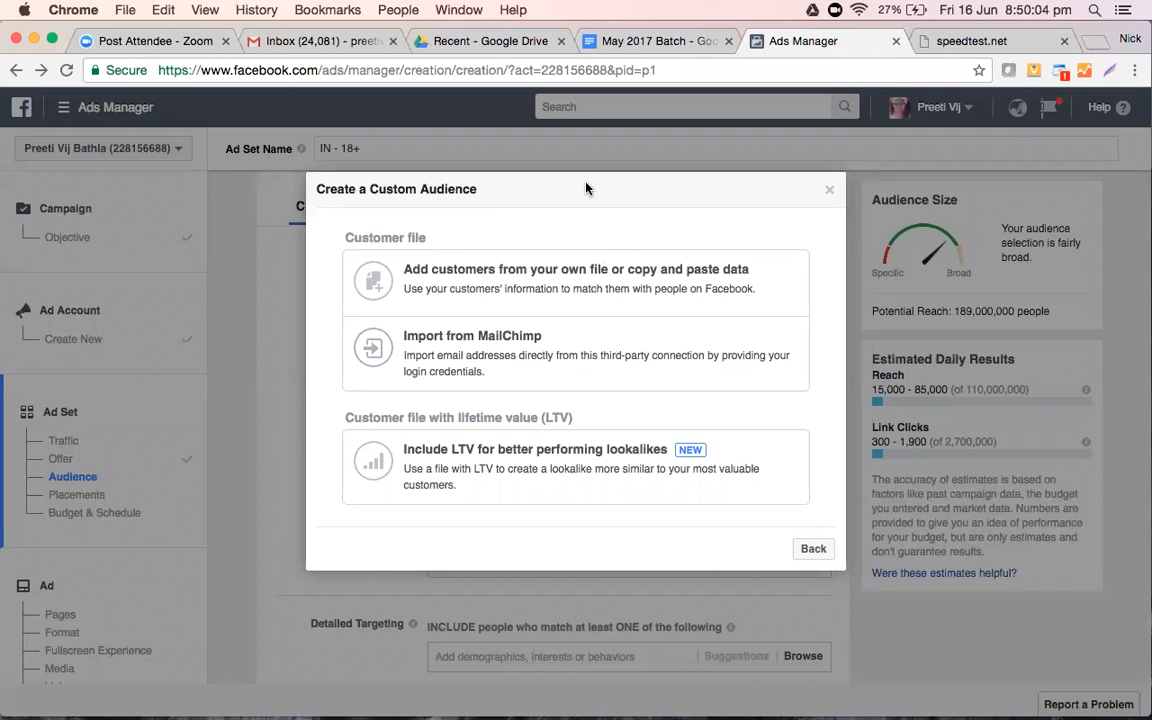 Chrome File Edit View History Bookmarks People Window Help 27% Fri 16 Jun 8:50:04 pm
Post Attendee - Zoom × Inbox (24,081) - preeti × Recent - Google Drive × May 2017 Batch - Goo × Ads Manager × speedtest.net × Nick
Secure https://www.facebook.com/ads/manager/creation/creation/?act=228156688&pid=p1
Ads Manager Search Preeti Vij Help
Preeti Vij Bathla (228156688) Ad Set Name IN - 18+
Campaign
Objective
Ad Account
Create New
Ad Set
Traffic
Offer
Audience
Placements
Budget & Schedule
Ad
Pages
Format
Fullscreen Experience
Media
C
Create a Custom Audience ×
Customer file
Add customers from your own file or copy and paste data
Use your customers' information to match them with people on Facebook.
Import from MailChimp
Import email addresses directly from this third-party connection by providing your
login credentials.
Customer file with lifetime value (LTV)
Include LTV for better performing lookalikes NEW
Use a file with LTV to create a lookalike more similar to your most valuable
customers.
Back
Detailed Targeting INCLUDE people who match at least ONE of the following
Add demographics, interests or behaviors Suggestions Browse
Audience Size
Your audience
selection is fairly
broad.
Specific Broad
Potential Reach: 189,000,000 people
Estimated Daily Results
Reach
15,000 - 85,000 (of 110,000,000)
Link Clicks
300 - 1,900 (of 2,700,000)
The accuracy of estimates is based on
factors like past campaign data, the budget
you entered and market data. Numbers are
provided to give you an idea of performance
for your budget, but are only estimates and
don't guarantee results.
Were these estimates helpful?
Report a Problem